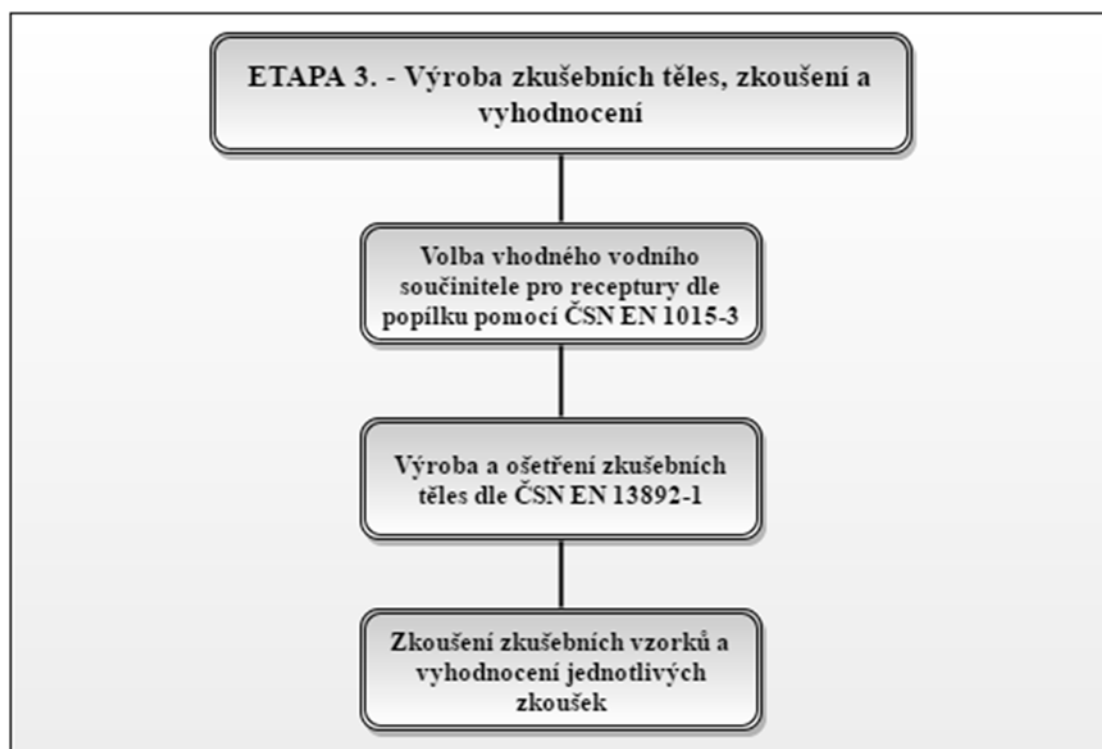 ETAPA 3. - Výroba zkušebních těles, zkoušení a
vyhodnocení
Volba vhodného vodního
součinitele pro receptury dle
popílku pomocí ČSN EN 1015-3
Výroba a ošetření zkušebních
těles dle ČSN EN 13892-1
Zkoušení zkušebních vzorků a
vyhodnocení jednotlivých
zkoušek